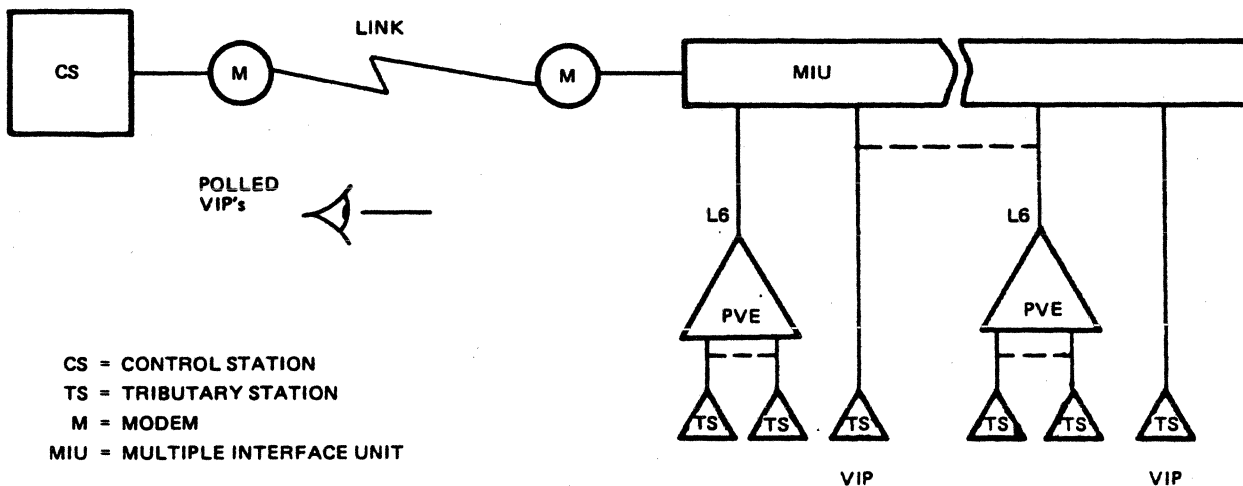 LINK
CS
M
M
MIU
POLLED
VIP's
L6
L6
PVE
PVE
CS = CONTROL STATION
TS = TRIBUTARY STATION
M = MODEM
MIU = MULTIPLE INTERFACE UNIT
TS
TS
TS
TS
TS
TS
VIP
VIP